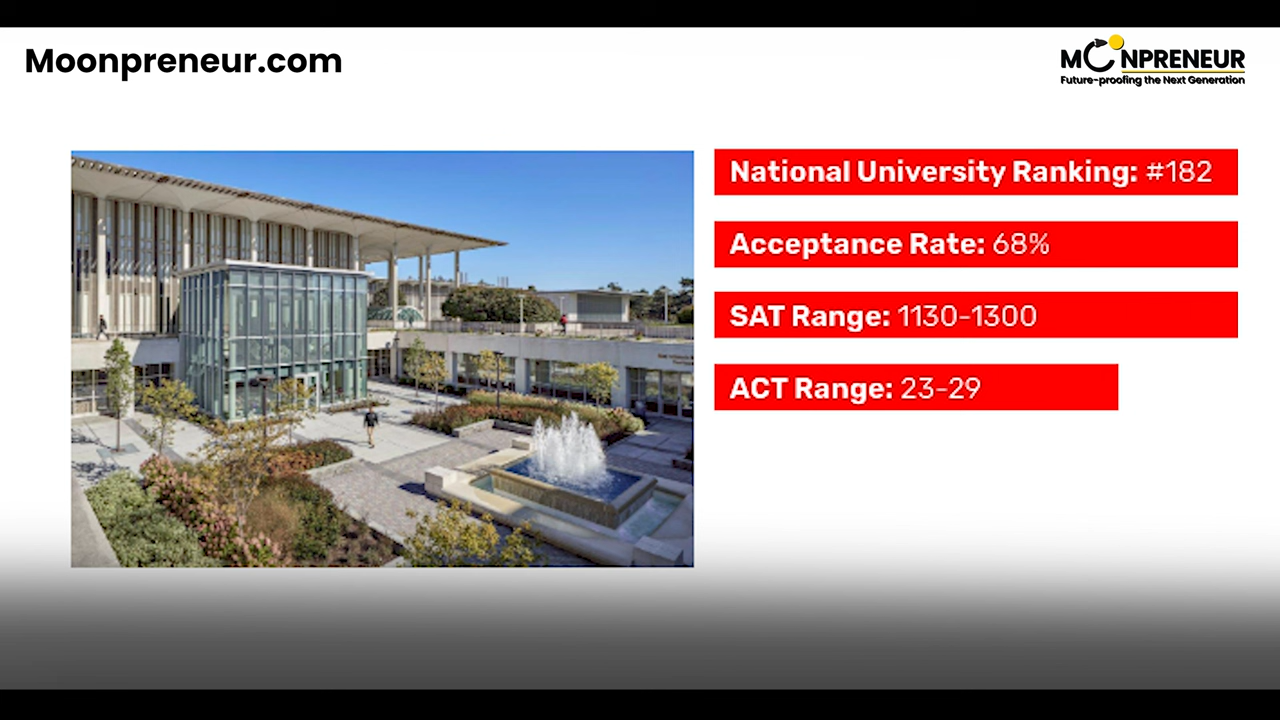 Moonpreneur.com
MOONPRENEUR
Future-proofing the Next Generation
National University Ranking: #182
Acceptance Rate: 68%
SAT Range: 1130-1300
ACT Range: 23-29